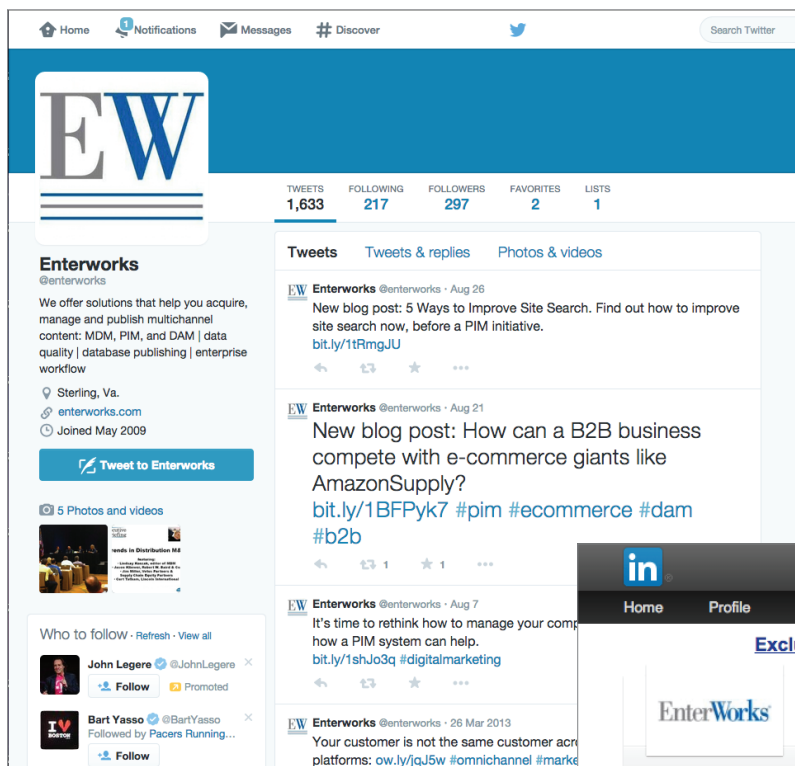 Home
1
Notifications
Messages
Discover
Search Twitter
EW
TWEETS
1,633
FOLLOWING
217
FOLLOWERS
297
FAVORITES
2
LISTS
1
Enterworks
@enterworks
We offer solutions that help you acquire,
manage and publish multichannel
content: MDM, PIM, and DAM | data
quality | database publishing | enterprise
workflow
Sterling, Va.
enterworks.com
Joined May 2009
Tweet to Enterworks
5 Photos and videos
ends in Distribution M&
Who to follow · Refresh · View all
John Legere @JohnLegere
Follow
Promoted
I ♥
BOSTON
Bart Yasso @BartYasso
Followed by Pacers Running...
Follow
Tweets
Tweets & replies
Photos & videos
EW
Enterworks @enterworks · Aug 26
New blog post: 5 Ways to Improve Site Search. Find out how to improve
site search now, before a PIM initiative.
bit.ly/1tRmgJU
EW
Enterworks @enterworks · Aug 21
New blog post: How can a B2B business
compete with e-commerce giants like
AmazonSupply?
bit.ly/1BFPyk7 #pim #ecommerce #dam
#b2b
1
1
EW
Enterworks @enterworks · Aug 7
It's time to rethink how to manage your comp
how a PIM system can help.
bit.ly/1shJo3q #digitalmarketing
EW
Enterworks @enterworks · 26 Mar 2013
Your customer is not the same customer acr
platforms: ow.ly/jqJ5w #omnichannel #marke
in
Home
Profile
Exclu
EnterWorks